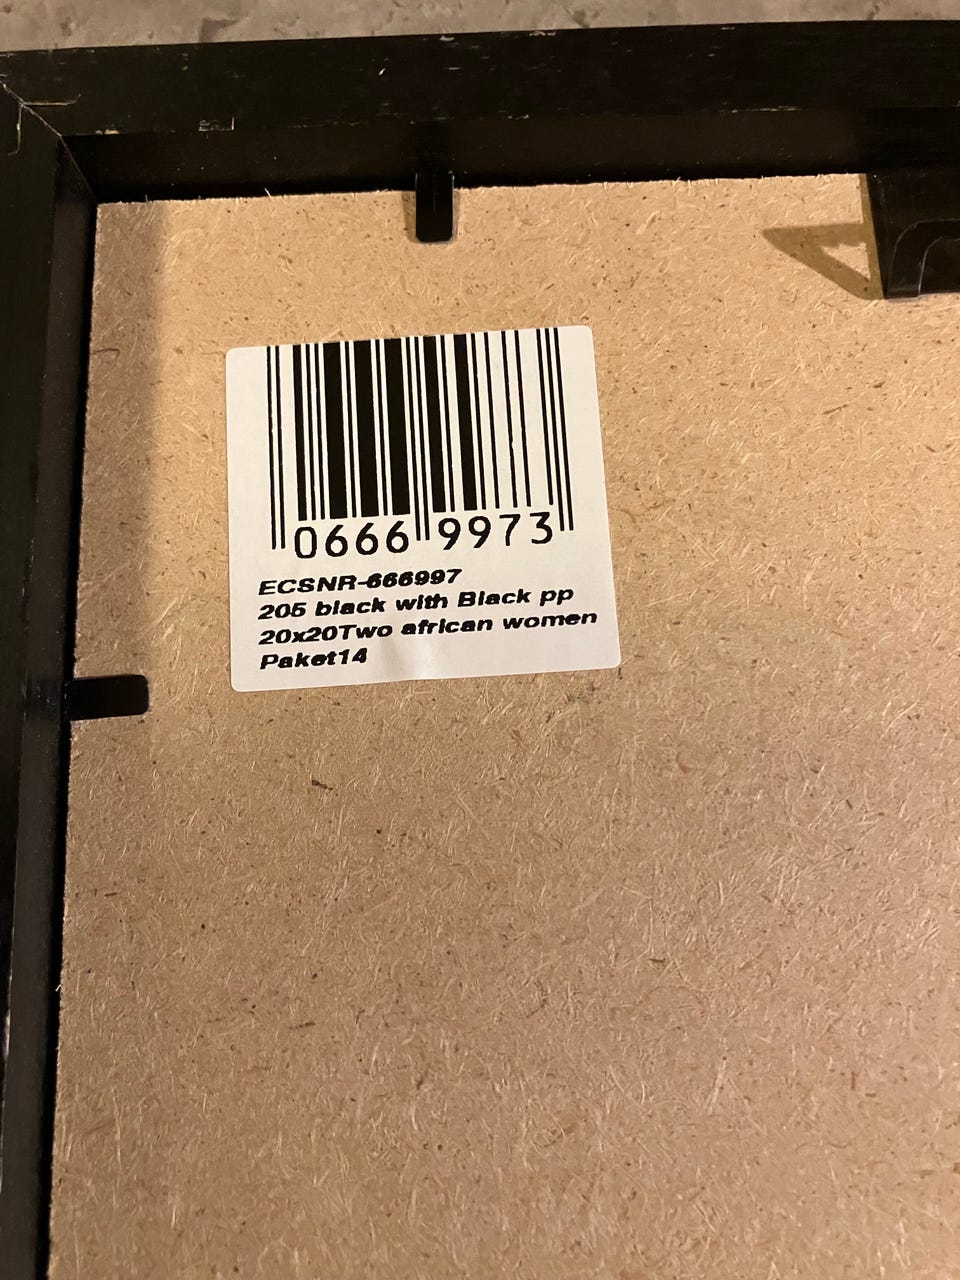 0666 9973
ECSNR-666997
205 black with Black pp
20x20Two african women
Paket14